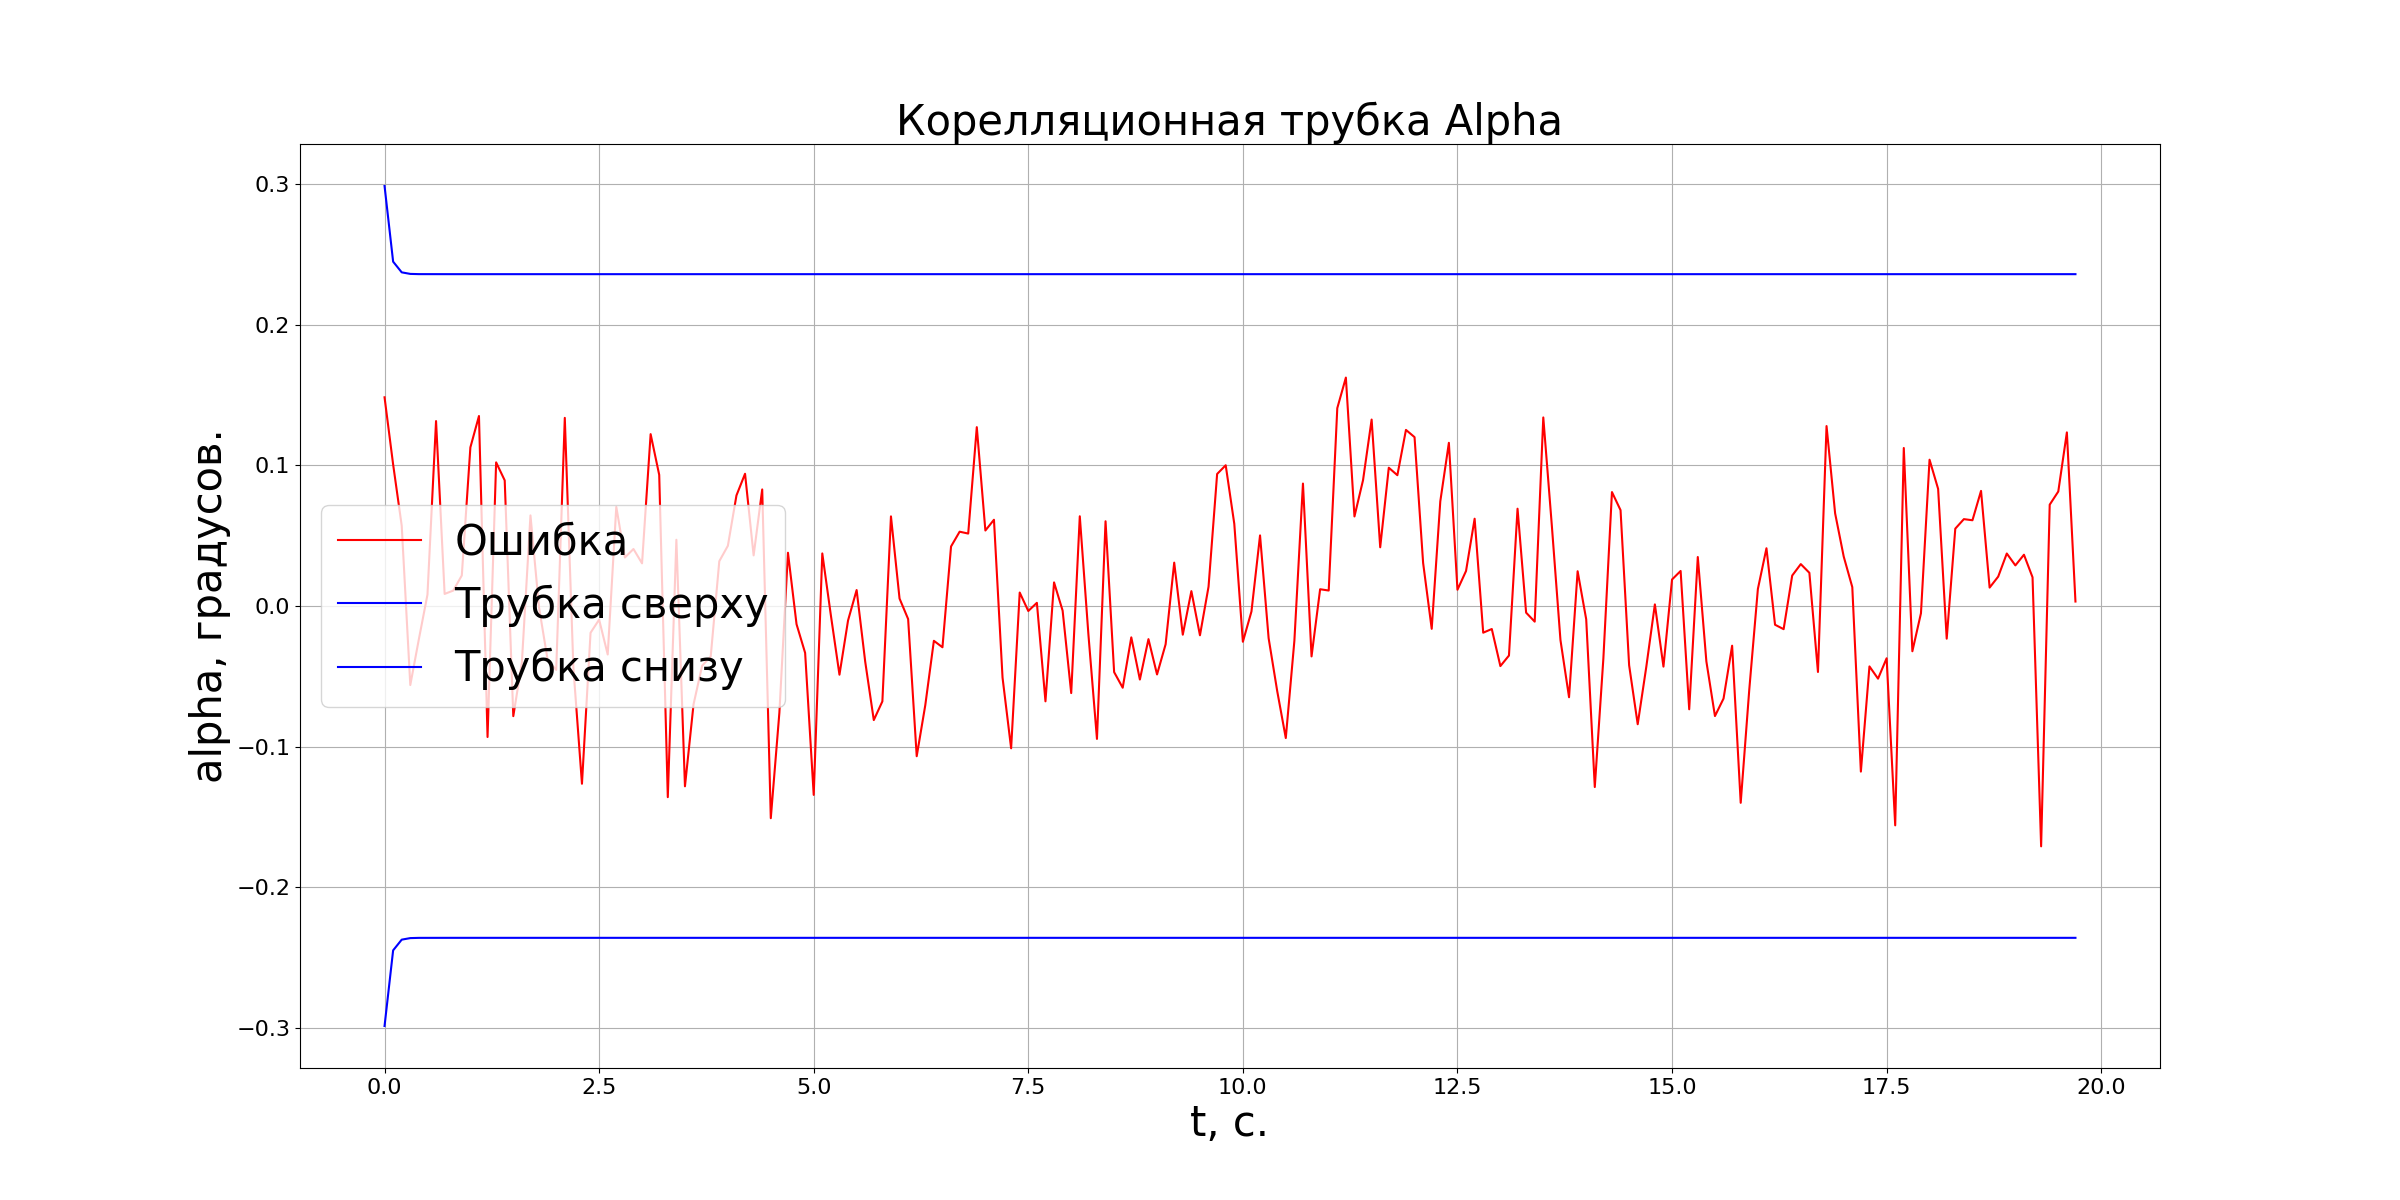 Корелляционная трубка Alpha
0.3
0.2
0.1
0.0
−0.1
−0.2
−0.3
alpha, градусов.
Ошибка
Трубка сверху
Трубка снизу
0.0 2.5 5.0 7.5 10.0 12.5 15.0 17.5 20.0
t, с.